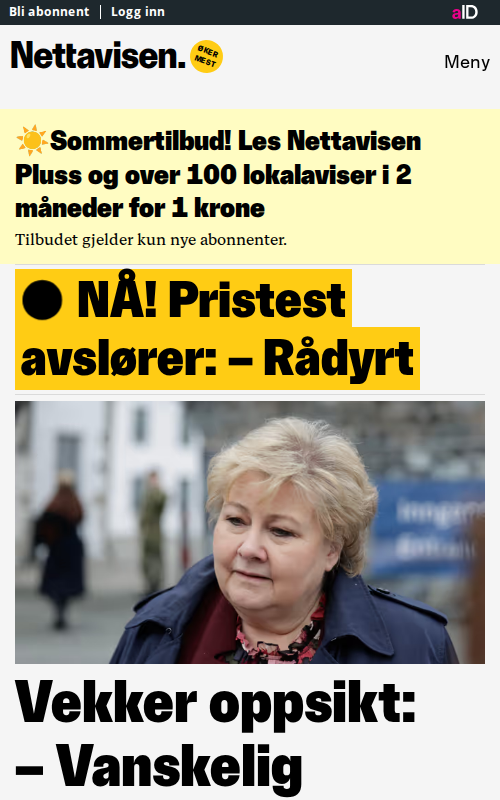 Bli abonnent | Logg inn
aID
Nettavisen.
ØKER
MEST
Meny
☀️Sommertilbud! Les Nettavisen
Pluss og over 100 lokalaviser i 2
måneder for 1 krone
Tilbudet gjelder kun nye abonnenter.
NÅ! Pristest
avslører: – Rådyrt
Vekker oppsikt:
– Vanskelig